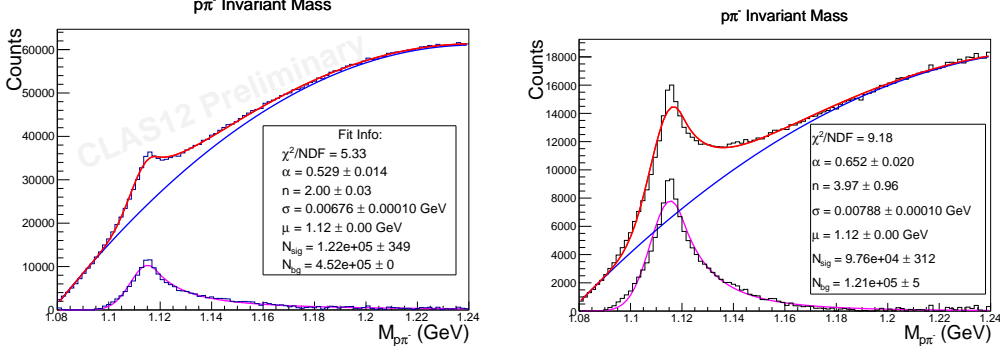 pπ⁻ Invariant Mass
Counts
60000
50000
40000
30000
20000
10000
0
1.08
1.1
1.12
1.14
1.16
1.18
1.2
1.22
1.24
M_pπ⁻ (GeV)
CLAS12 Preliminary
Fit Info:
χ²/NDF = 5.33
α = 0.529 ± 0.014
n = 2.00 ± 0.03
σ = 0.00676 ± 0.00010 GeV
μ = 1.12 ± 0.00 GeV
N_sig = 1.22e+05 ± 349
N_bg = 4.52e+05 ± 0
pπ⁻ Invariant Mass
Counts
18000
16000
14000
12000
10000
8000
6000
4000
2000
0
1.08
1.1
1.12
1.14
1.16
1.18
1.2
1.22
1.24
M_pπ⁻ (GeV)
χ²/NDF = 9.18
α = 0.652 ± 0.020
n = 3.97 ± 0.96
σ = 0.00788 ± 0.00010 GeV
μ = 1.12 ± 0.00 GeV
N_sig = 9.76e+04 ± 312
N_bg = 1.21e+05 ± 5